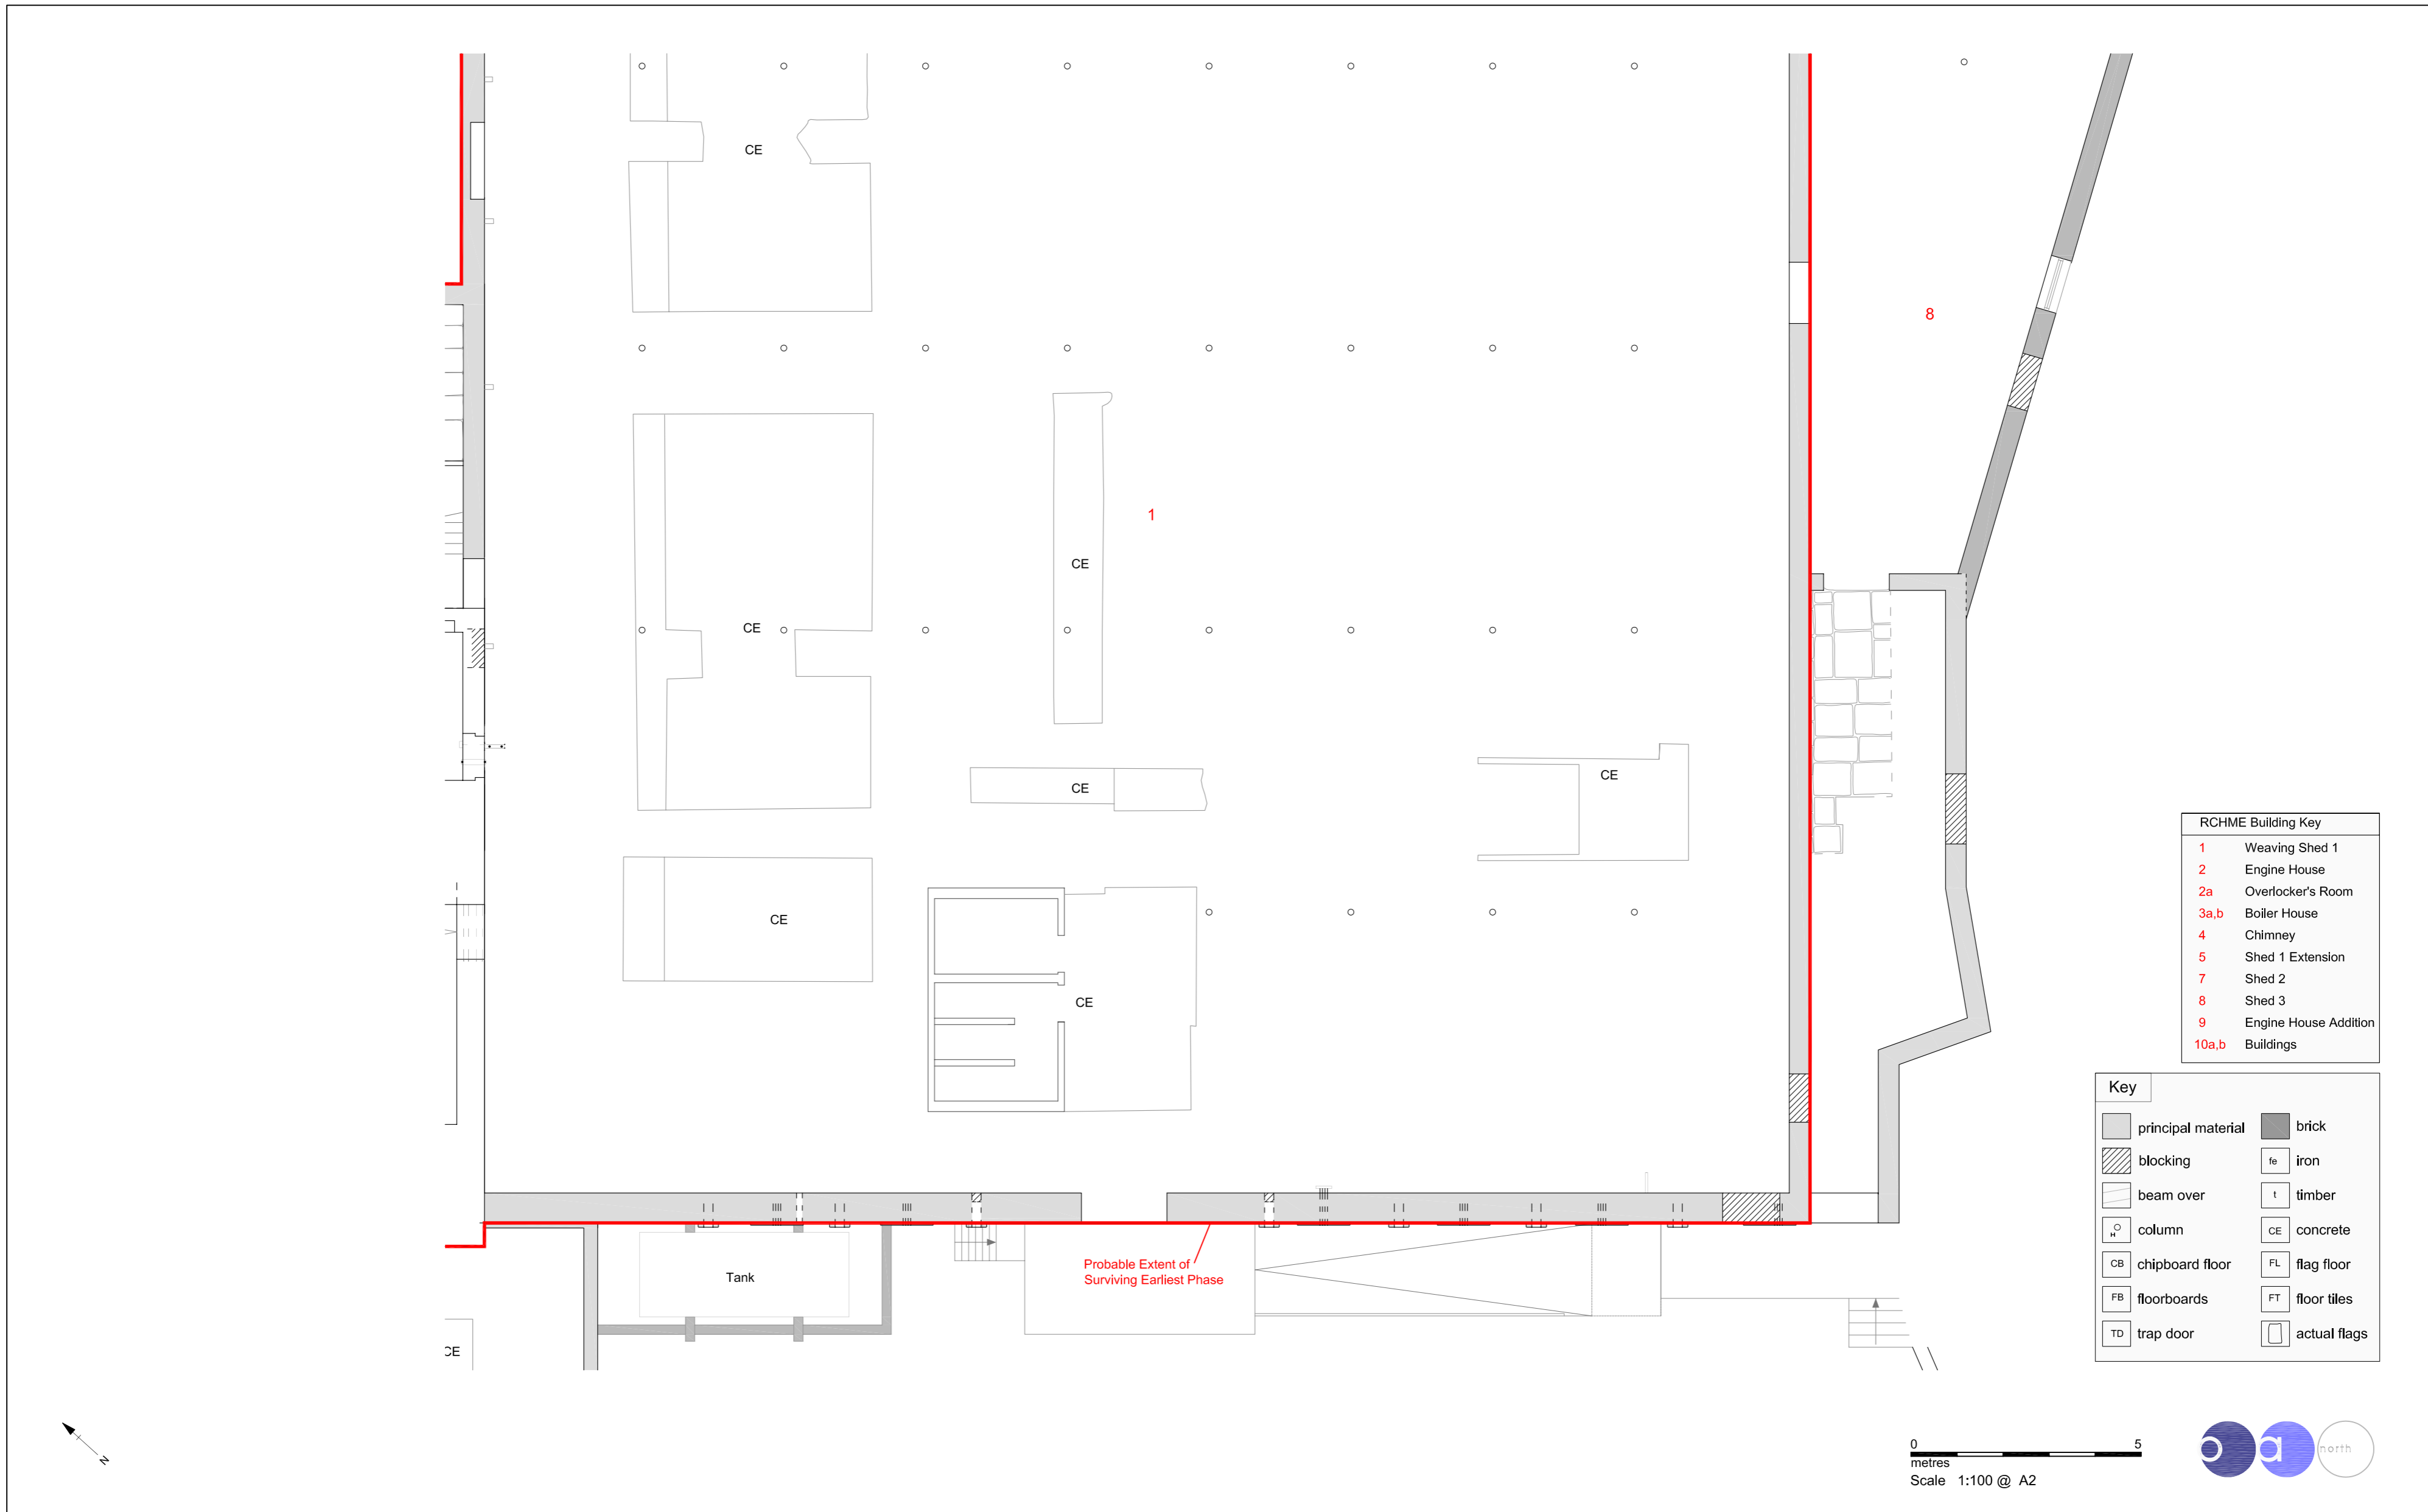 CE
8
1
CE
CE
CE
CE
CE
CE
Probable Extent of
Surviving Earliest Phase
Tank
CE
RCHME Building Key
1 Weaving Shed 1
2 Engine House
2a Overlocker's Room
3a,b Boiler House
4 Chimney
5 Shed 1 Extension
7 Shed 2
8 Shed 3
9 Engine House Addition
10a,b Buildings
Key
principal material
brick
blocking
fe iron
beam over
t timber
H column
CE concrete
CB chipboard floor
FL flag floor
FB floorboards
FT floor tiles
TD trap door
actual flags
N
0 5
metres
Scale 1:100 @ A2
oa north